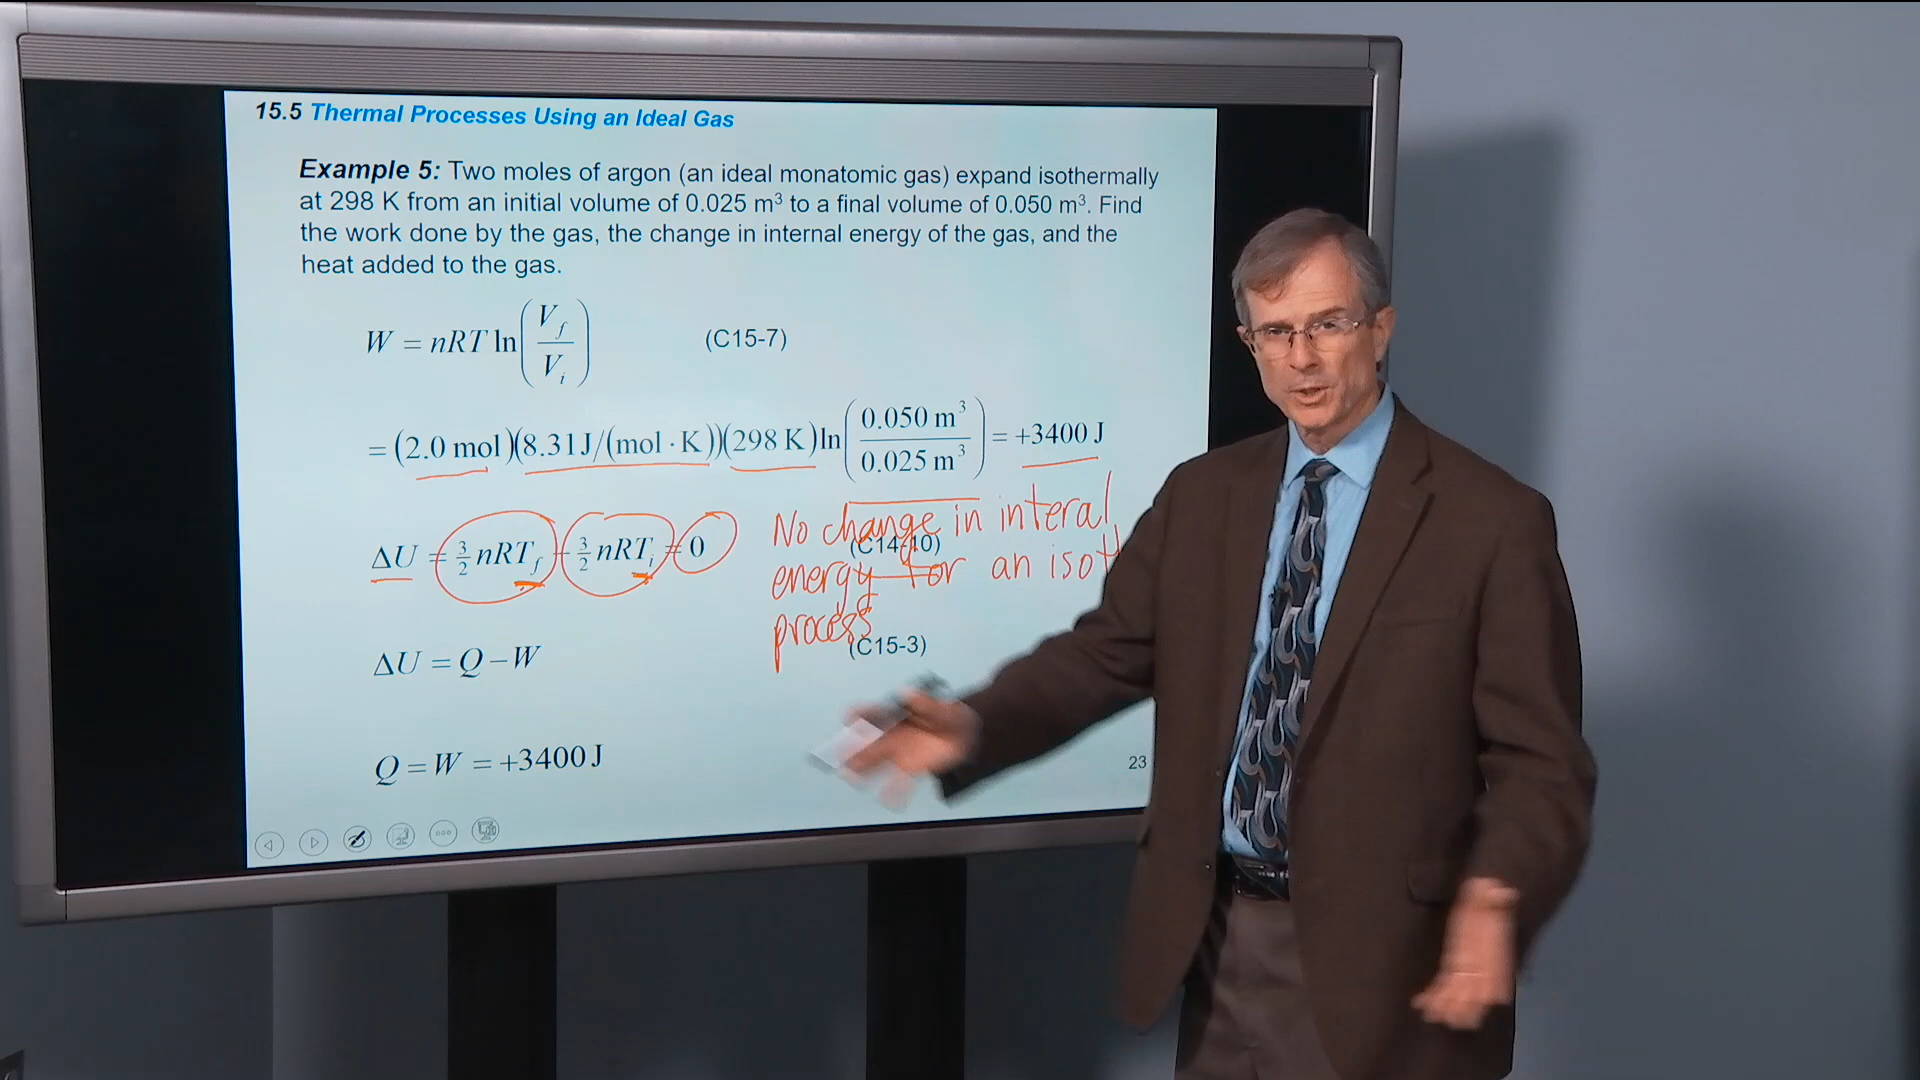 15.5 Thermal Processes Using an Ideal Gas
Example 5: Two moles of argon (an ideal monatomic gas) expand isothermally
at 298 K from an initial volume of 0.025 m³ to a final volume of 0.050 m³. Find
the work done by the gas, the change in internal energy of the gas, and the
heat added to the gas.
W = nRT ln(V_f / V_i) (C15-7)
= (2.0 mol)(8.31 J/(mol · K))(298 K) ln(0.050 m³ / 0.025 m³) = +3400 J
ΔU = 3/2 nRT_f − 3/2 nRT_i = 0 (C14-10)
No change in interal
energy for an isoth
process
ΔU = Q − W (C15-3)
Q = W = +3400 J
23